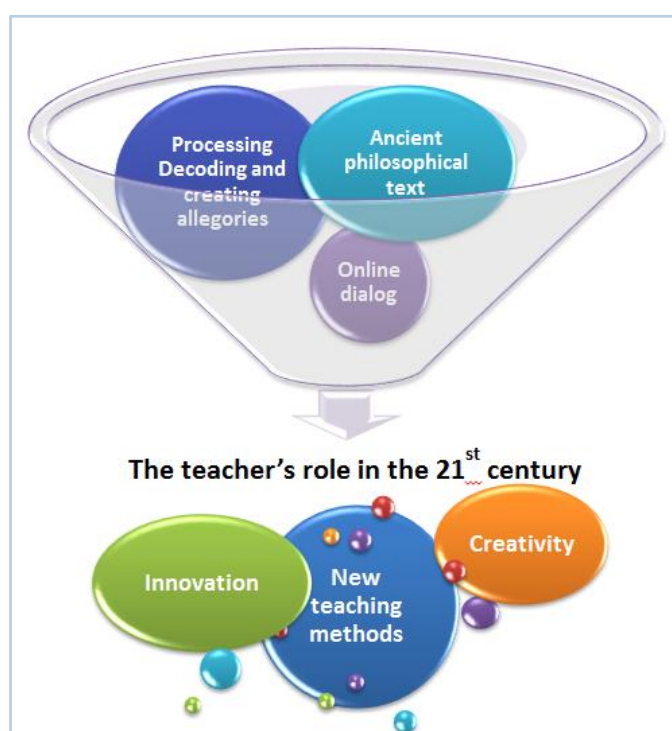 Processing
Decoding and
creating
allegories
Ancient
philosophical
text
Online
dialog
The teacher’s role in the 21st century
Innovation
New
teaching
methods
Creativity